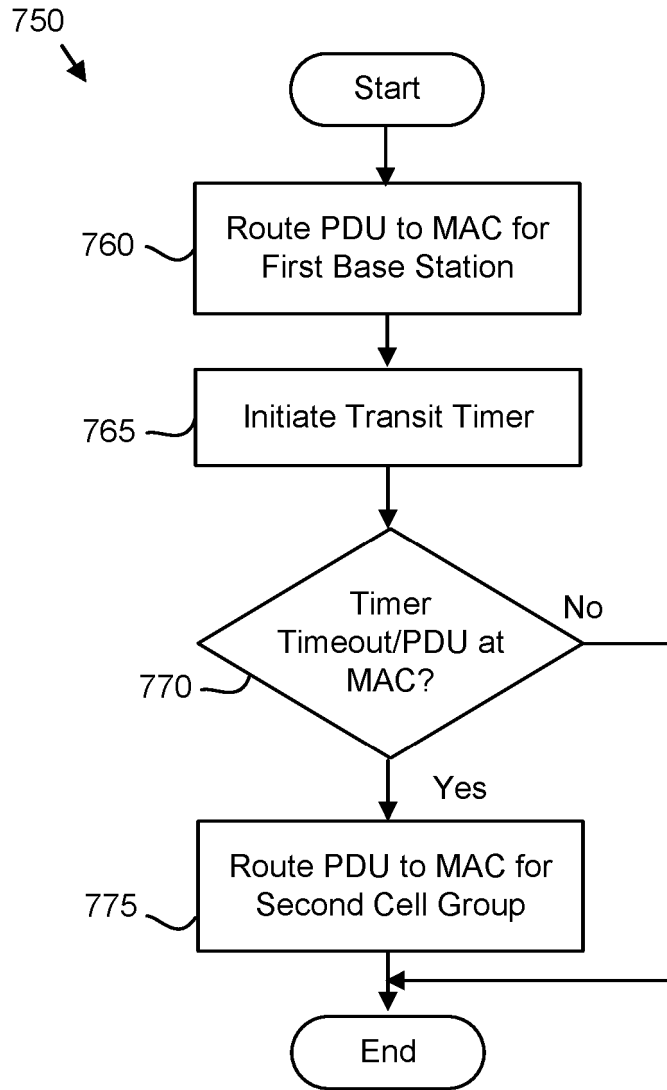 750
Start
760
Route PDU to MAC for
First Base Station
765
Initiate Transit Timer
Timer
Timeout/PDU at
MAC?
No
770
Yes
775
Route PDU to MAC for
Second Cell Group
End